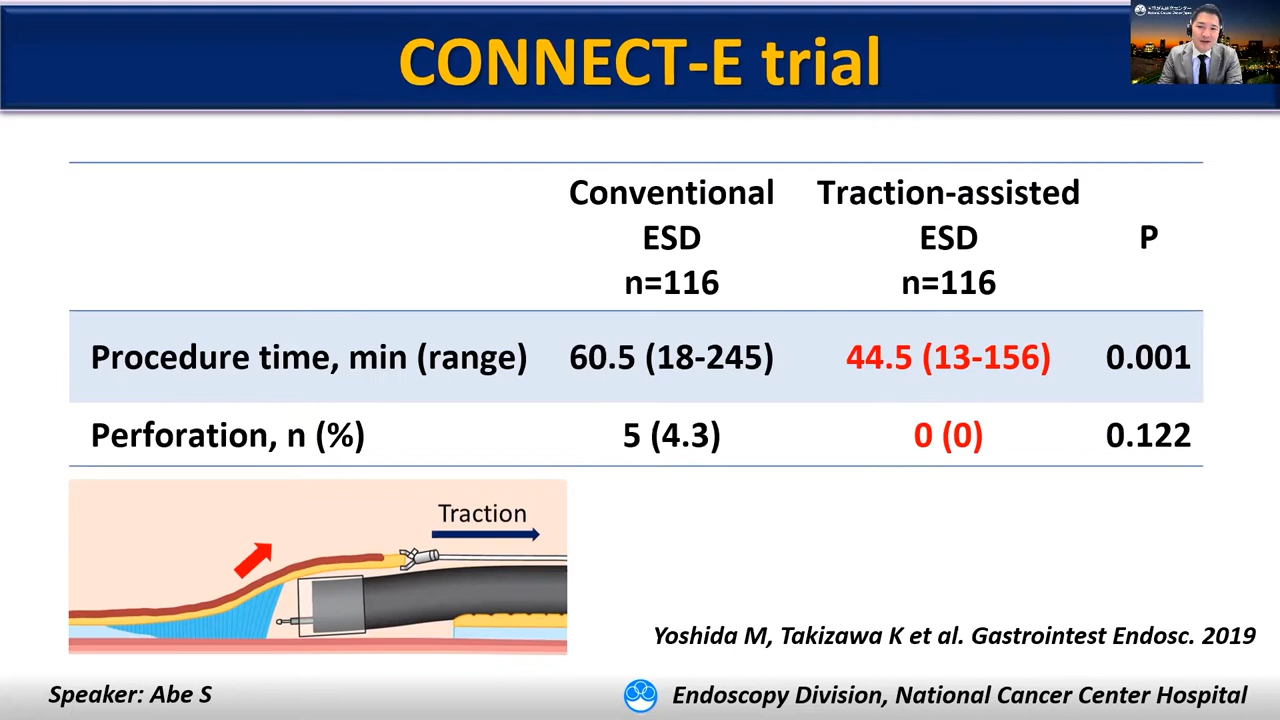 CONNECT-E trial
Conventional
ESD
n=116
Traction-assisted
ESD
n=116
P
Procedure time, min (range) 60.5 (18-245) 44.5 (13-156) 0.001
Perforation, n (%) 5 (4.3) 0 (0) 0.122
Traction
Yoshida M, Takizawa K et al. Gastrointest Endosc. 2019
Speaker: Abe S
Endoscopy Division, National Cancer Center Hospital